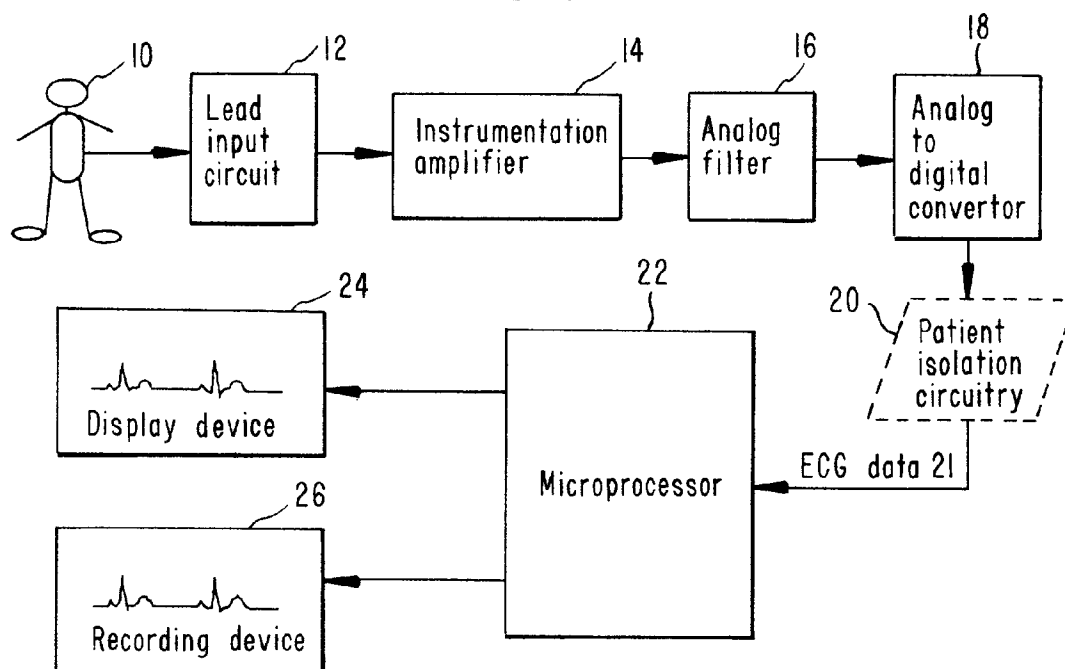 10
12
14
16
18
Lead
input
circuit
Instrumentation
amplifier
Analog
filter
Analog
to
digital
convertor
20
Patient
isolation
circuitry
ECG data 21
22
Microprocessor
24
Display device
26
Recording device